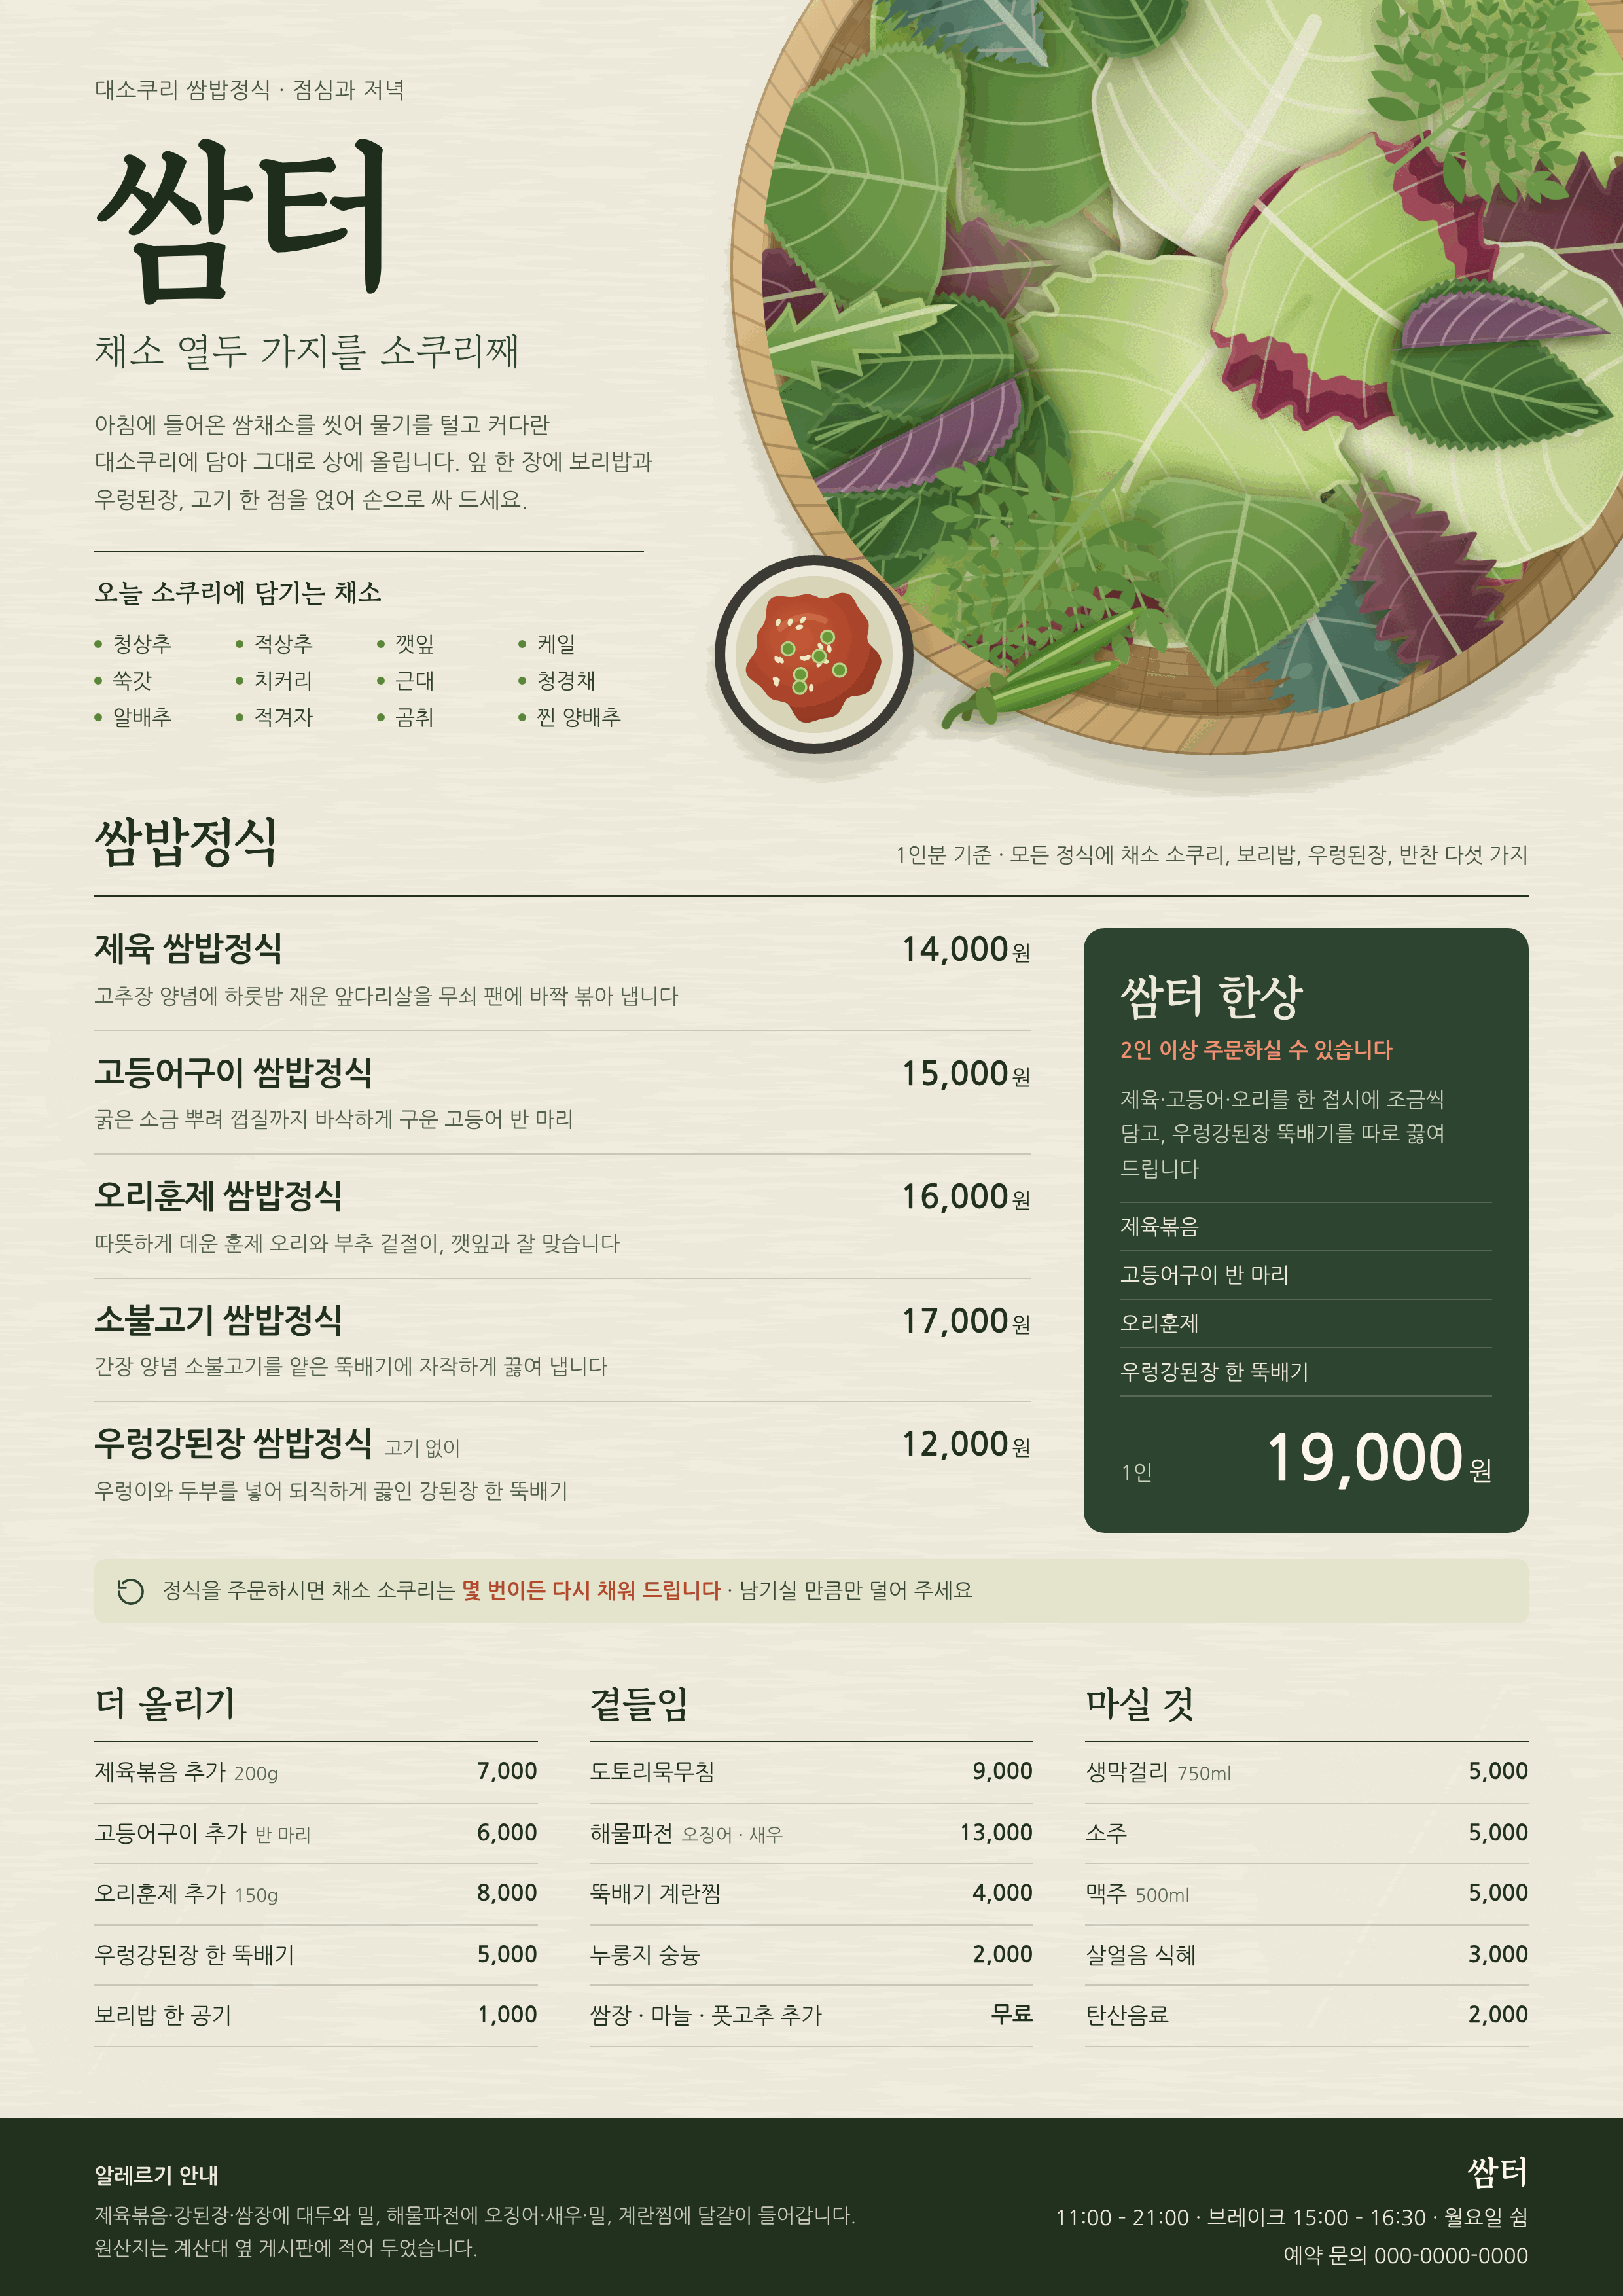 대소쿠리 쌈밥정식 · 점심과 저녁
쌈터
채소 열두 가지를 소쿠리째
아침에 들어온 쌈채소를 씻어 물기를 털고 커다란
대소쿠리에 담아 그대로 상에 올립니다. 잎 한 장에 보리밥과
우렁된장, 고기 한 점을 얹어 손으로 싸 드세요.
오늘 소쿠리에 담기는 채소
• 청상추 • 적상추 • 깻잎 • 케일
• 쑥갓 • 치커리 • 근대 • 청경채
• 알배추 • 적겨자 • 곰취 • 찐 양배추
쌈밥정식
1인분 기준 · 모든 정식에 채소 소쿠리, 보리밥, 우렁된장, 반찬 다섯 가지
제육 쌈밥정식 14,000원
고추장 양념에 하룻밤 재운 앞다리살을 무쇠 팬에 바짝 볶아 냅니다
고등어구이 쌈밥정식 15,000원
굵은 소금 뿌려 껍질까지 바삭하게 구운 고등어 반 마리
오리훈제 쌈밥정식 16,000원
따뜻하게 데운 훈제 오리와 부추 겉절이, 깻잎과 잘 맞습니다
소불고기 쌈밥정식 17,000원
간장 양념 소불고기를 얕은 뚝배기에 자작하게 끓여 냅니다
우렁강된장 쌈밥정식 고기 없이 12,000원
우렁이와 두부를 넣어 되직하게 끓인 강된장 한 뚝배기
쌈터 한상
2인 이상 주문하실 수 있습니다
제육·고등어·오리를 한 접시에 조금씩
담고, 우렁강된장 뚝배기를 따로 끓여
드립니다
제육볶음
고등어구이 반 마리
오리훈제
우렁강된장 한 뚝배기
1인 19,000원
정식을 주문하시면 채소 소쿠리는 몇 번이든 다시 채워 드립니다 · 남기실 만큼만 덜어 주세요
더 올리기
제육볶음 추가 200g 7,000
고등어구이 추가 반 마리 6,000
오리훈제 추가 150g 8,000
우렁강된장 한 뚝배기 5,000
보리밥 한 공기 1,000
곁들임
도토리묵무침 9,000
해물파전 오징어 · 새우 13,000
뚝배기 계란찜 4,000
누룽지 숭늉 2,000
쌈장 · 마늘 · 풋고추 추가 무료
마실 것
생막걸리 750ml 5,000
소주 5,000
맥주 500ml 5,000
살얼음 식혜 3,000
탄산음료 2,000
알레르기 안내
제육볶음·강된장·쌈장에 대두와 밀, 해물파전에 오징어·새우·밀, 계란찜에 달걀이 들어갑니다.
원산지는 계산대 옆 게시판에 적어 두었습니다.
쌈터
11:00 - 21:00 · 브레이크 15:00 - 16:30 · 월요일 쉼
예약 문의 000-0000-0000